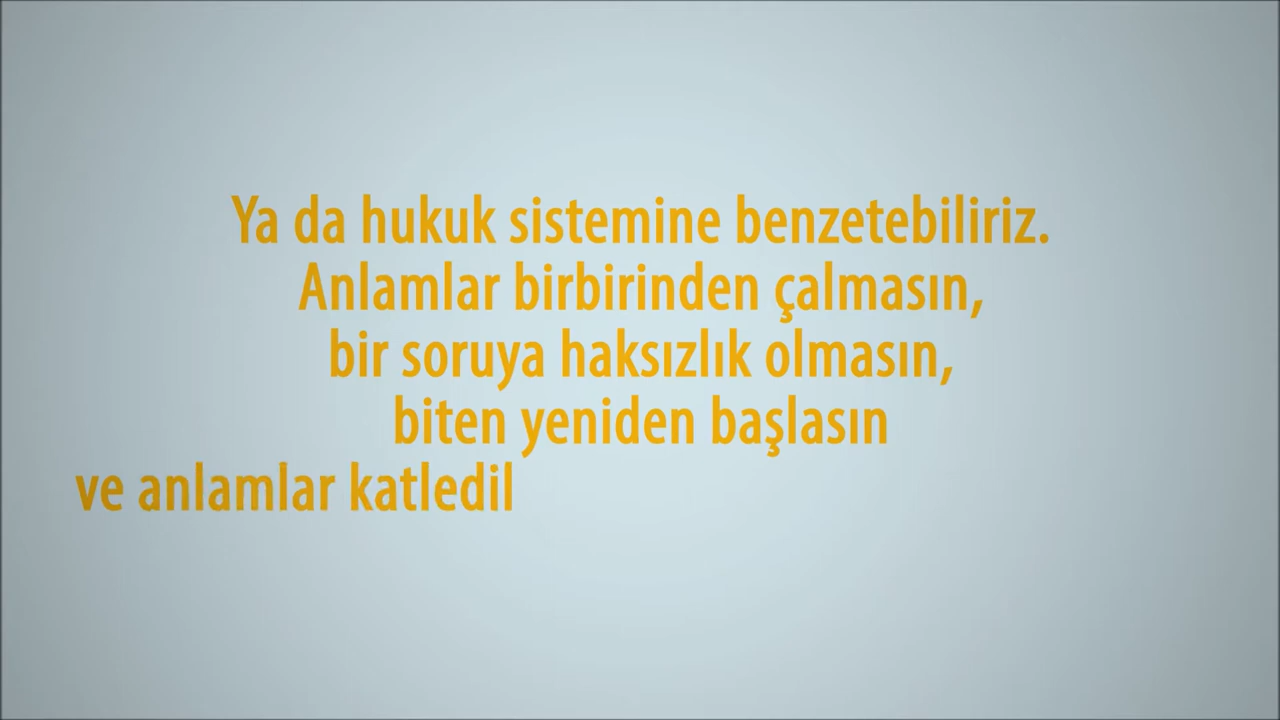 Ya da hukuk sistemine benzetebiliriz.
Anlamlar birbirinden çalmasın,
bir soruya haksızlık olmasın,
biten yeniden başlasın
ve anlamlar katledil